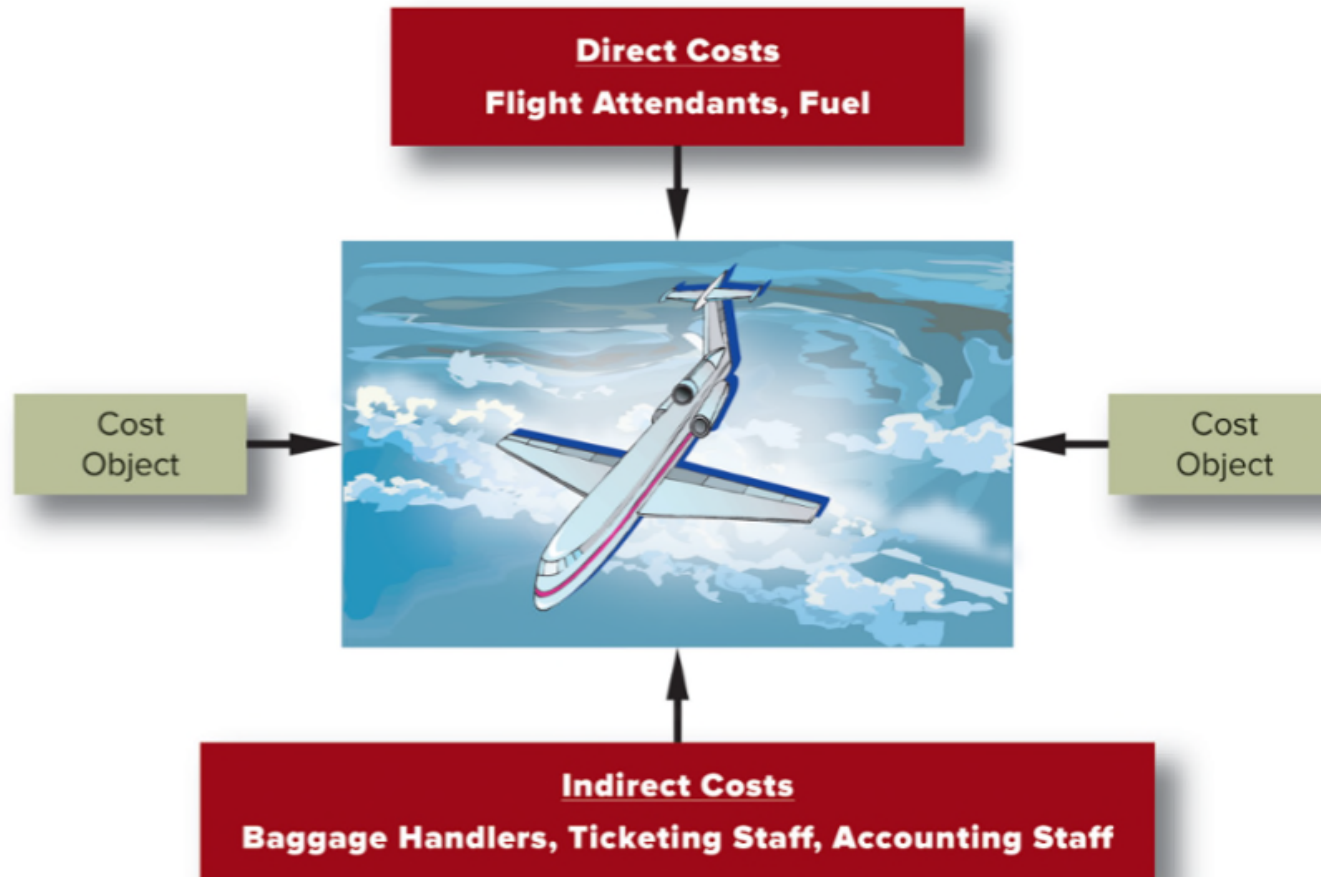 Direct Costs
Flight Attendants, Fuel
Cost
Object
Cost
Object
Indirect Costs
Baggage Handlers, Ticketing Staff, Accounting Staff